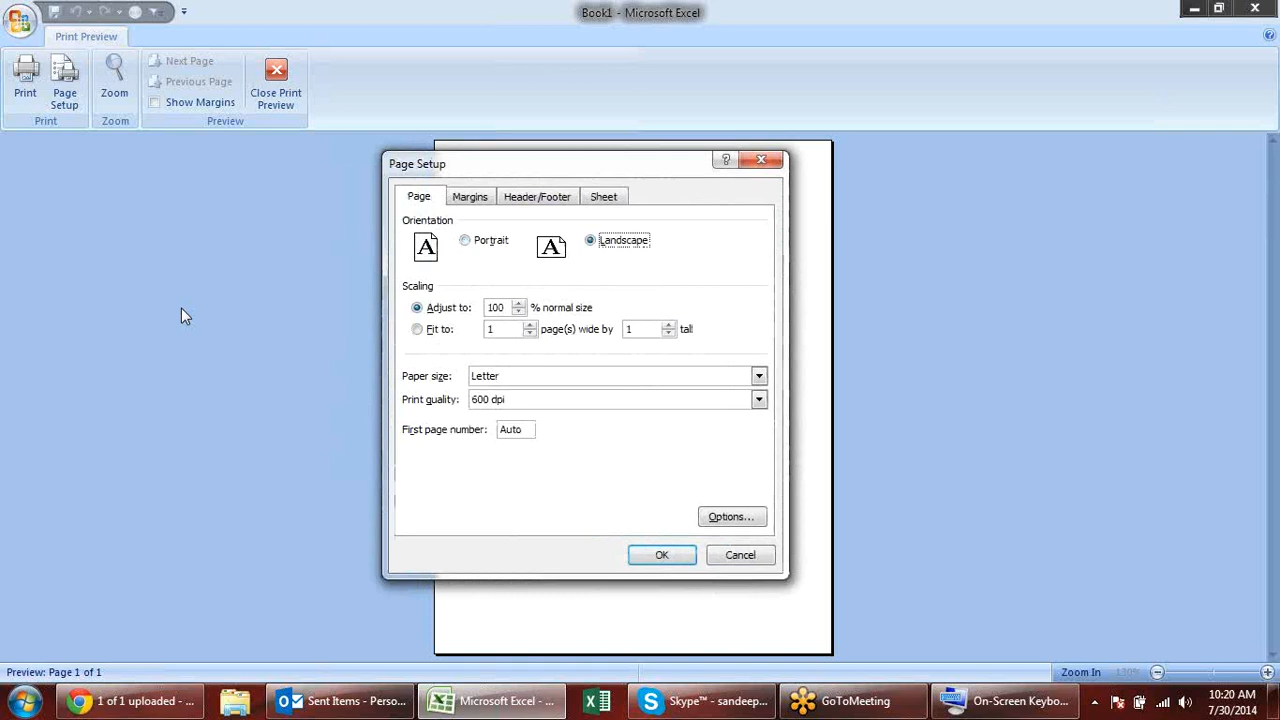 Book1 - Microsoft Excel
Print Preview
Print
Page Setup
Zoom
Next Page
Previous Page
Show Margins
Close Print Preview
Print
Zoom
Preview
Page Setup
Page
Margins
Header/Footer
Sheet
Orientation
A
Portrait
A
Landscape
Scaling
Adjust to: 100 % normal size
Fit to: 1 page(s) wide by 1 tall
Paper size: Letter
Print quality: 600 dpi
First page number: Auto
Options...
OK
Cancel
Preview: Page 1 of 1
Zoom In
130%
1 of 1 uploaded - ...
Sent Items - Perso...
Microsoft Excel - ...
Skype™ - sandeep...
GoToMeeting
On-Screen Keybo...
10:20 AM
7/30/2014